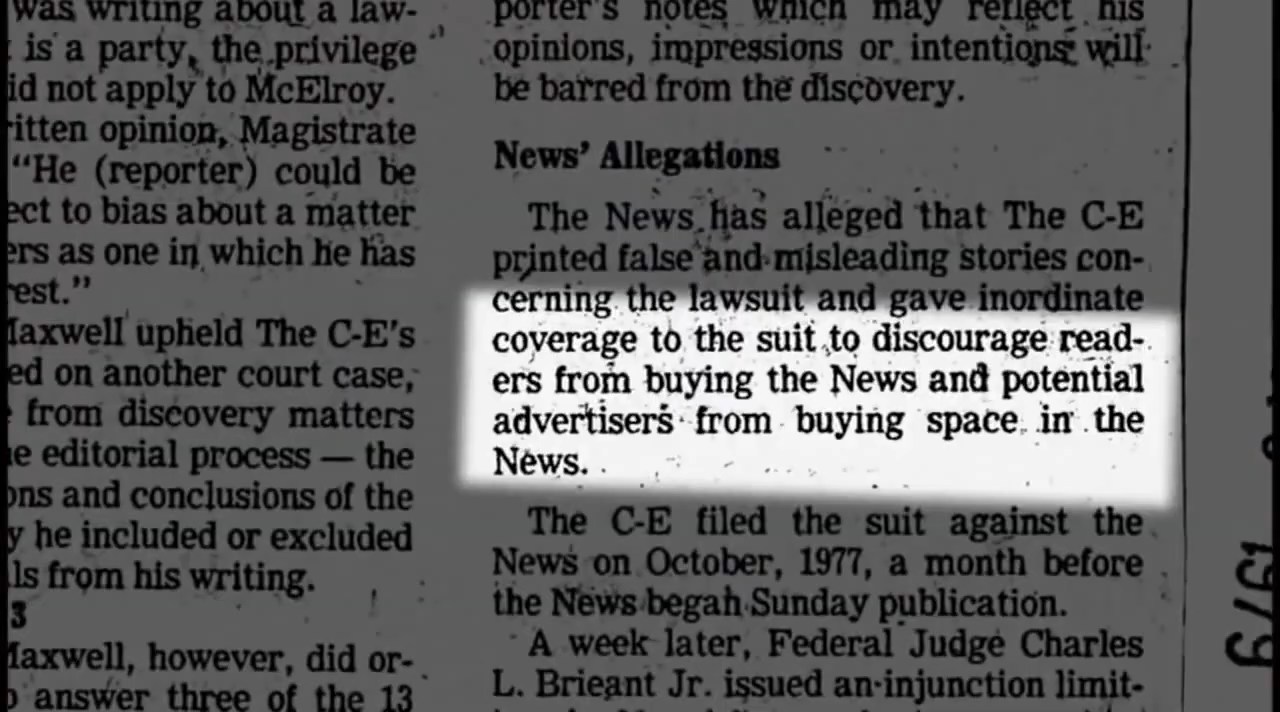 was writing about a law-
is a party, the privilege
id not apply to McElroy.
itten opinion, Magistrate
"He (reporter) could be
ect to bias about a matter
ers as one in which he has
est."
axwell upheld The C-E's
ed on another court case,
from discovery matters
e editorial process — the
ons and conclusions of the
y he included or excluded
ls from his writing.
3
axwell, however, did or-
answer three of the 13
porter's notes which may reflect his
opinions, impressions or intentions will
be barred from the discovery.
News' Allegations
The News has alleged that The C-E
printed false and misleading stories con-
cerning the lawsuit and gave inordinate
coverage to the suit to discourage read-
ers from buying the News and potential
advertisers from buying space in the
News.
The C-E filed the suit against the
News on October, 1977, a month before
the News began Sunday publication.
A week later, Federal Judge Charles
L. Brieant Jr. issued an injunction limit-